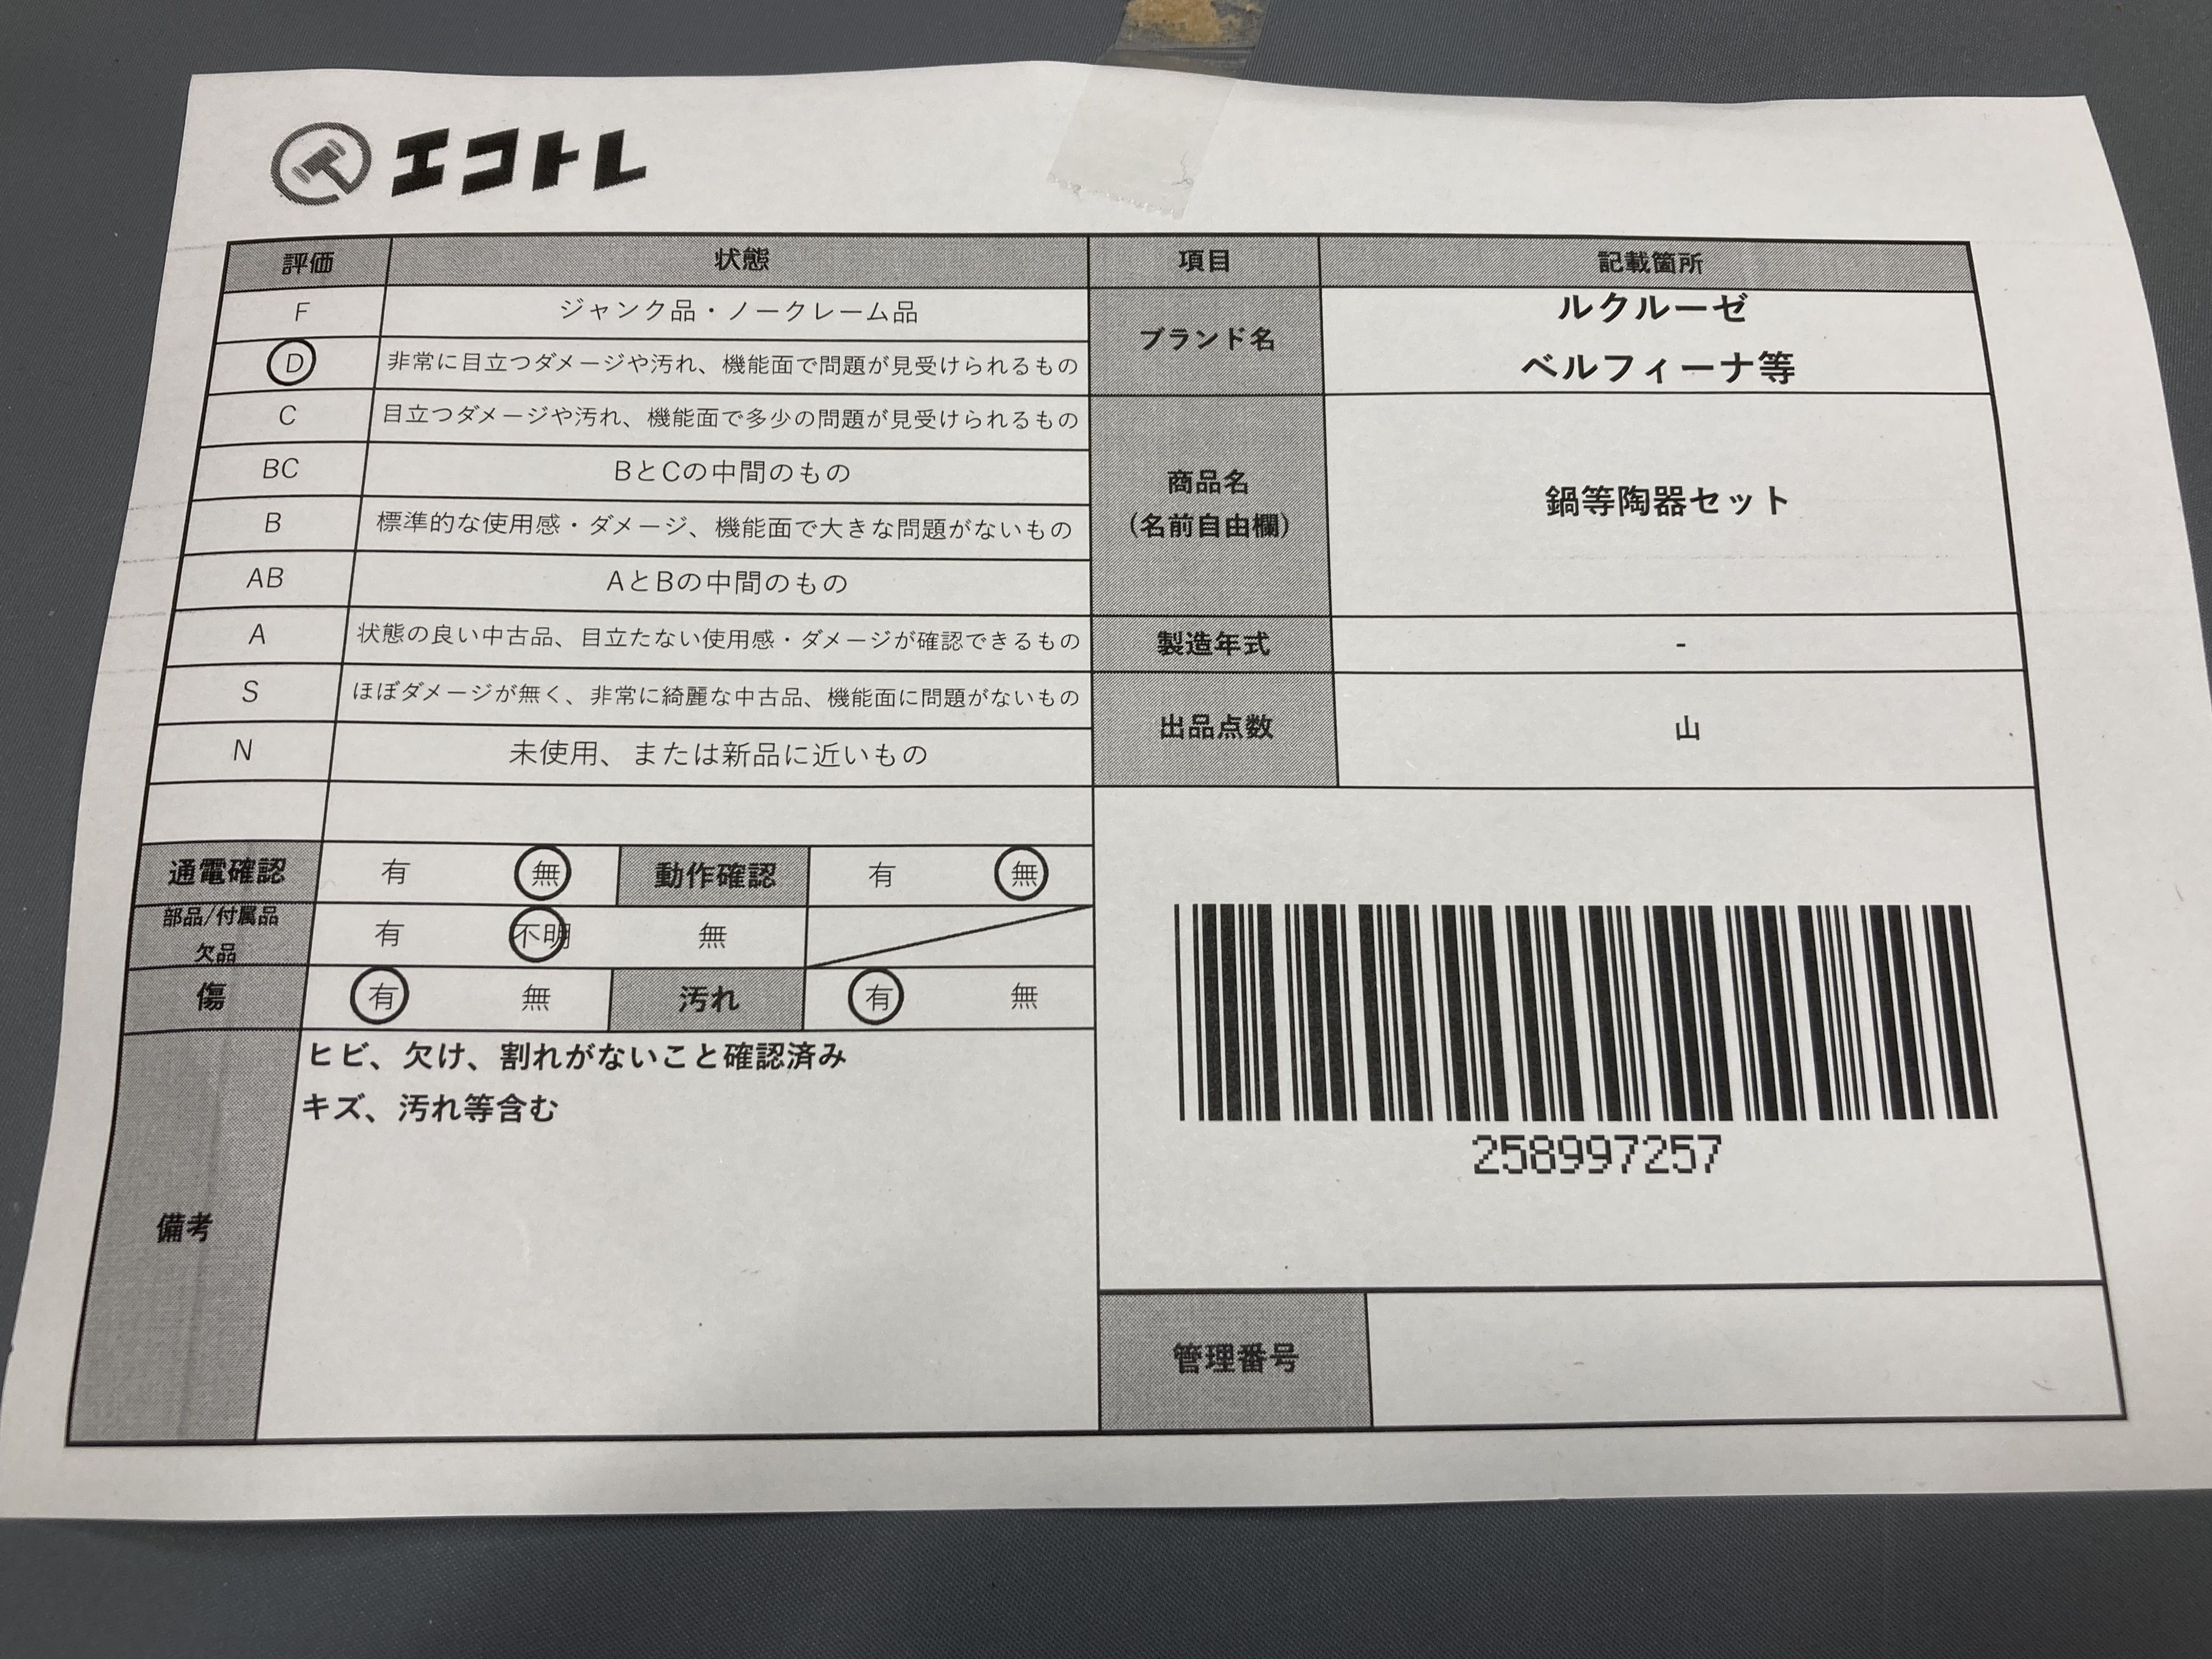 エコトレ
評価 状態 項目 記載箇所
F ジャンク品・ノークレーム品
D 非常に目立つダメージや汚れ、機能面で問題が見受けられるもの
C 目立つダメージや汚れ、機能面で多少の問題が見受けられるもの
BC BとCの中間のもの
B 標準的な使用感・ダメージ、機能面で大きな問題がないもの
AB AとBの中間のもの
A 状態の良い中古品、目立たない使用感・ダメージが確認できるもの
S ほぼダメージが無く、非常に綺麗な中古品、機能面に問題がないもの
N 未使用、または新品に近いもの
ブランド名
ルクルーゼ
ベルフィーナ等
商品名
(名前自由欄)
鍋等陶器セット
製造年式 -
出品点数 山
通電確認 有 無 動作確認 有 無
部品/付属品
欠品
有 不明 無
傷 有 無 汚れ 有 無
備考
ヒビ、欠け、割れがないこと確認済み
キズ、汚れ等含む
258997257
管理番号